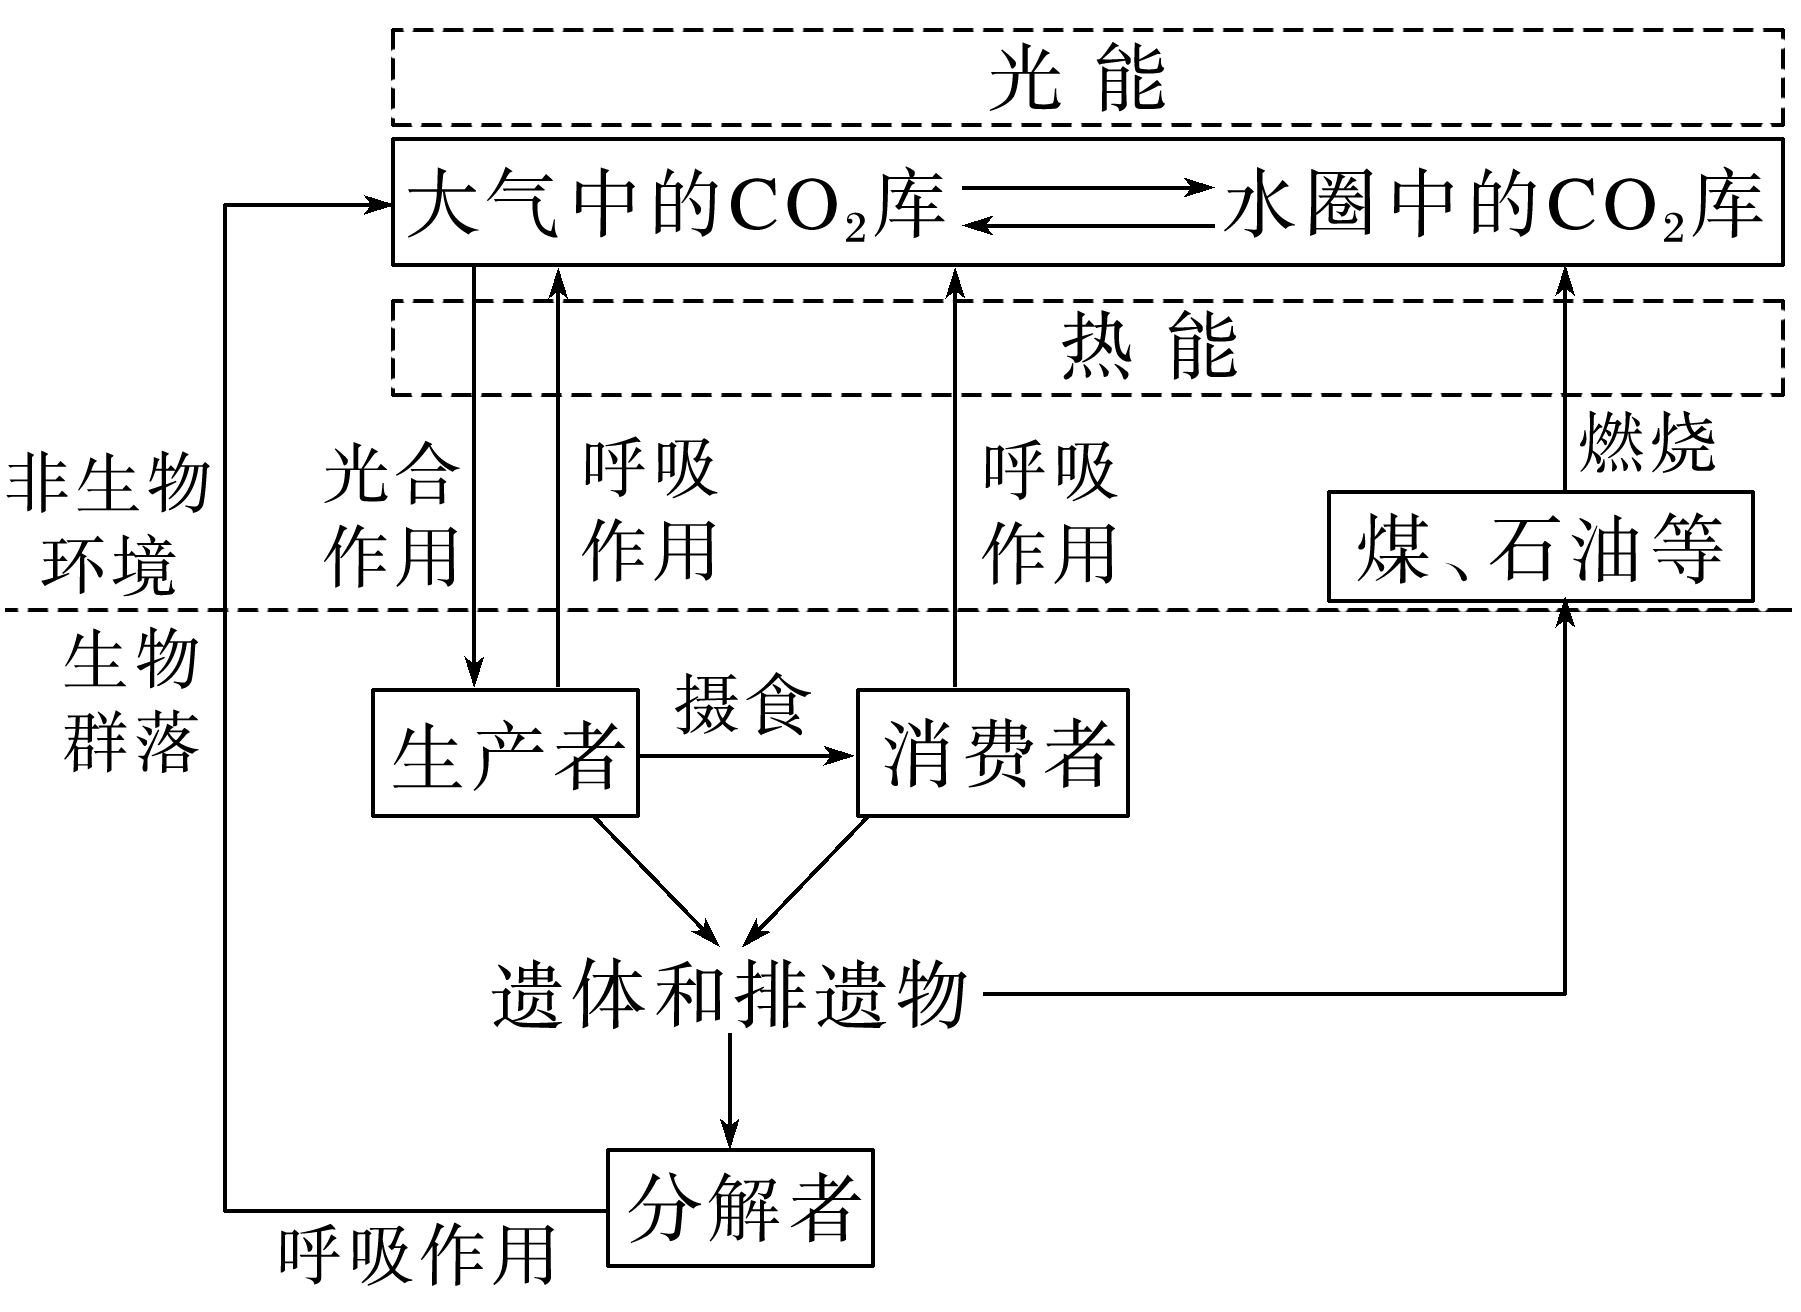 光能
大气中的CO₂库
水圈中的CO₂库
热能
非生物
环境
光合
作用
呼吸
作用
呼吸
作用
燃烧
煤、石油等
生物
群落
生产者
摄食
消费者
遗体和排遗物
分解者
呼吸作用